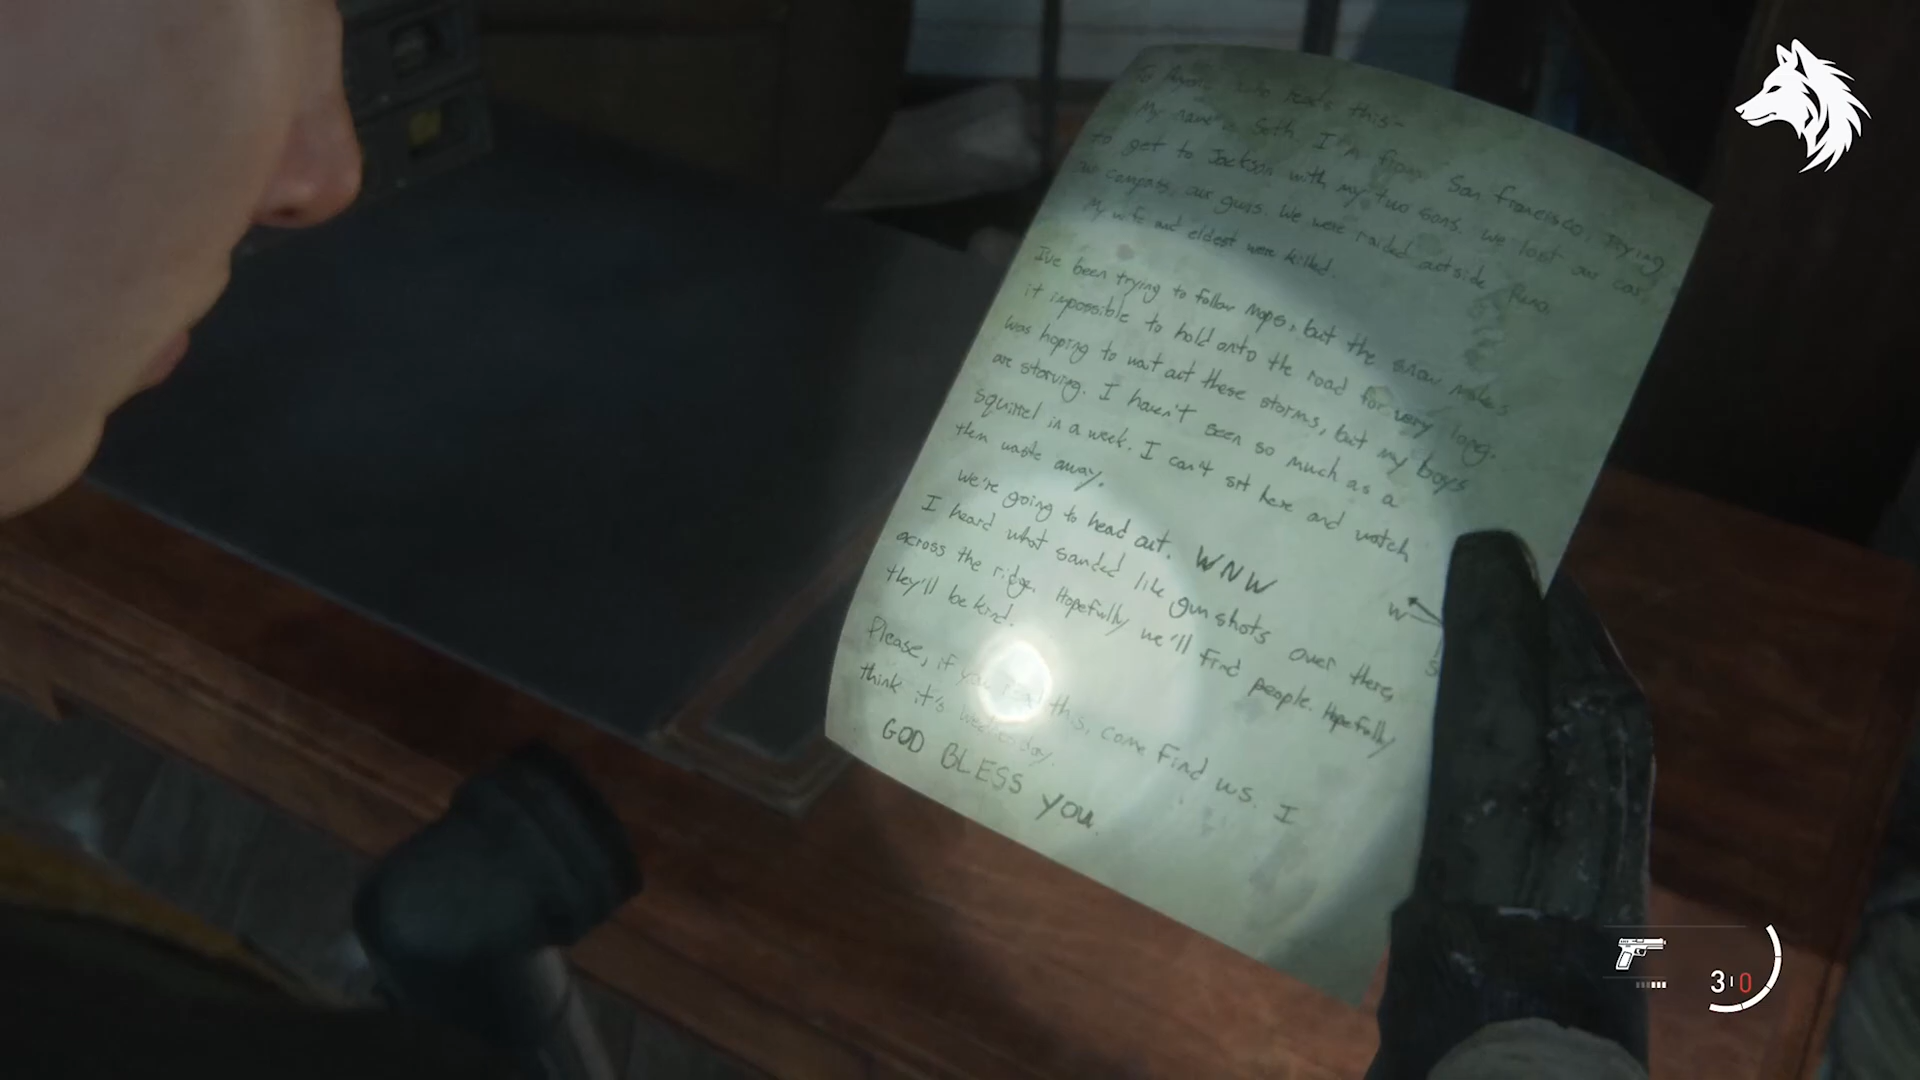 To anyone who reads this-
My name's Seth. I'm from San Francisco, trying
to get to Jackson with my two sons. We lost our car,
our compass, our guns. We were raided outside Reno.
My wife and eldest were killed.
I've been trying to follow maps, but the snow makes
it impossible to hold onto the road for very long.
was hoping to wait out these storms, but my boys
are starving. I haven't seen so much as a
squirrel in a week. I can't sit here and watch
them waste away.
We're going to head out. WNW
I heard what sounded like gunshots over there,
across the ridge. Hopefully we'll find people. Hopefully
they'll be kind.
W
S
Please, if you read this, come find us. I
think it's Wednesday.
GOD BLESS YOU.
3 | 0